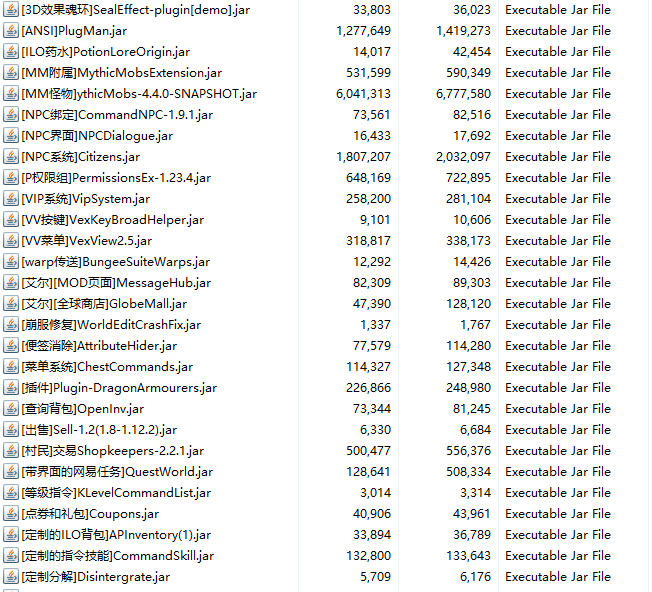 [3D效果魂环]SealEffect-plugin[demo].jar 33,803 36,023 Executable Jar File
[ANSI]PlugMan.jar 1,277,649 1,419,273 Executable Jar File
[ILO药水]PotionLoreOrigin.jar 14,017 42,454 Executable Jar File
[MM附属]MythicMobsExtension.jar 531,599 590,349 Executable Jar File
[MM怪物]ythicMobs-4.4.0-SNAPSHOT.jar 6,041,313 6,777,580 Executable Jar File
[NPC绑定]CommandNPC-1.9.1.jar 73,561 82,516 Executable Jar File
[NPC界面]NPCDialogue.jar 16,433 17,692 Executable Jar File
[NPC系统]Citizens.jar 1,807,207 2,032,097 Executable Jar File
[P权限组]PermissionsEx-1.23.4.jar 648,169 722,895 Executable Jar File
[VIP系统]VipSystem.jar 258,200 281,104 Executable Jar File
[VV按键]VexKeyBroadHelper.jar 9,101 10,606 Executable Jar File
[VV菜单]VexView2.5.jar 318,817 338,173 Executable Jar File
[warp传送]BungeeSuiteWarps.jar 12,292 14,426 Executable Jar File
[艾尔][MOD页面]MessageHub.jar 82,309 89,303 Executable Jar File
[艾尔][全球商店]GlobeMall.jar 47,390 128,120 Executable Jar File
[崩服修复]WorldEditCrashFix.jar 1,337 1,767 Executable Jar File
[便签消除]AttributeHider.jar 77,579 114,280 Executable Jar File
[菜单系统]ChestCommands.jar 114,327 127,348 Executable Jar File
[插件]Plugin-DragonArmourers.jar 226,866 248,980 Executable Jar File
[查询背包]OpenInv.jar 73,344 81,245 Executable Jar File
[出售]Sell-1.2(1.8-1.12.2).jar 6,330 6,684 Executable Jar File
[村民]交易Shopkeepers-2.2.1.jar 500,477 556,376 Executable Jar File
[带界面的网易任务]QuestWorld.jar 128,641 508,334 Executable Jar File
[等级指令]KLevelCommandList.jar 3,014 3,314 Executable Jar File
[点券和礼包]Coupons.jar 40,906 43,961 Executable Jar File
[定制的ILO背包]APInventory(1).jar 33,894 36,789 Executable Jar File
[定制的指令技能]CommandSkill.jar 132,800 133,643 Executable Jar File
[定制分解]Disintergrate.jar 5,709 6,176 Executable Jar File